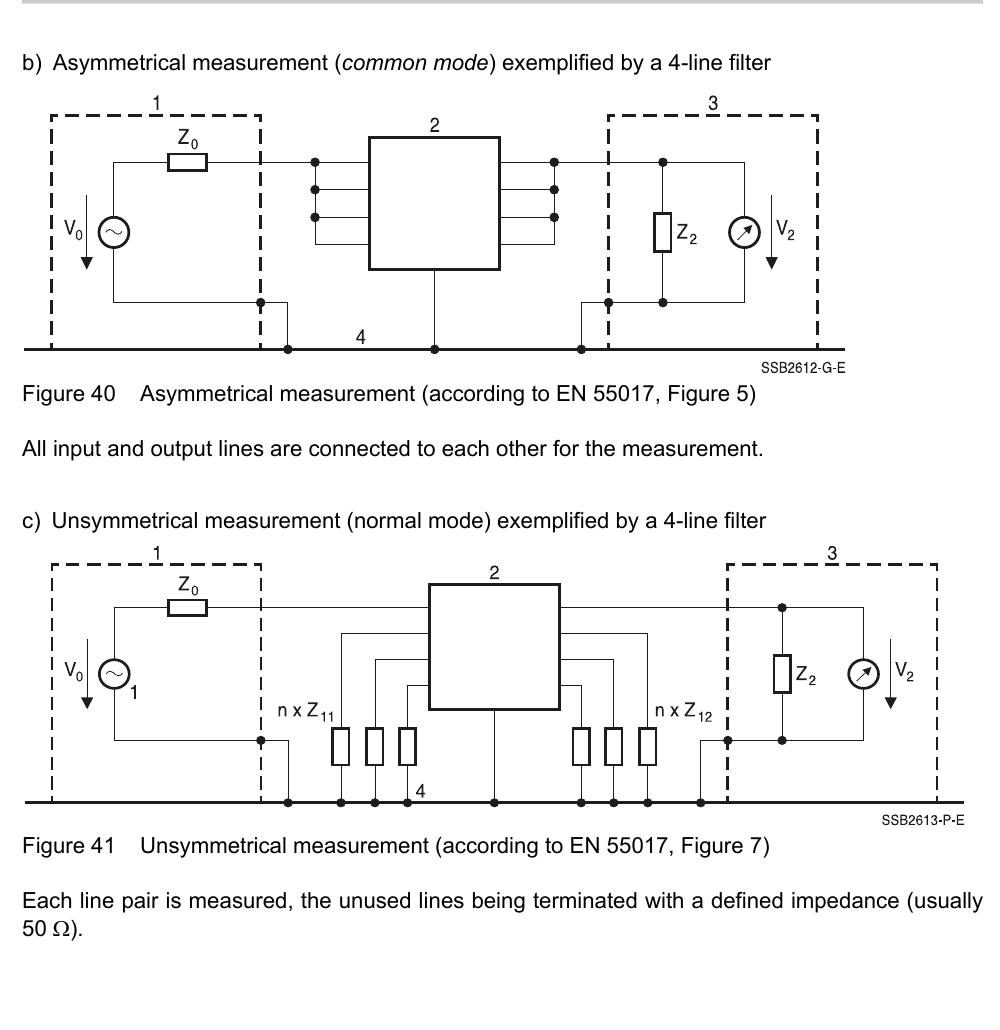 b) Asymmetrical measurement (common mode) exemplified by a 4-line filter
1
2
3
Z0
V0
Z2
V2
4
SSB2612-G-E
Figure 40 Asymmetrical measurement (according to EN 55017, Figure 5)
All input and output lines are connected to each other for the measurement.
c) Unsymmetrical measurement (normal mode) exemplified by a 4-line filter
1
2
3
Z0
V0
1
Z2
V2
n x Z11
n x Z12
4
SSB2613-P-E
Figure 41 Unsymmetrical measurement (according to EN 55017, Figure 7)
Each line pair is measured, the unused lines being terminated with a defined impedance (usually
50 Ω).